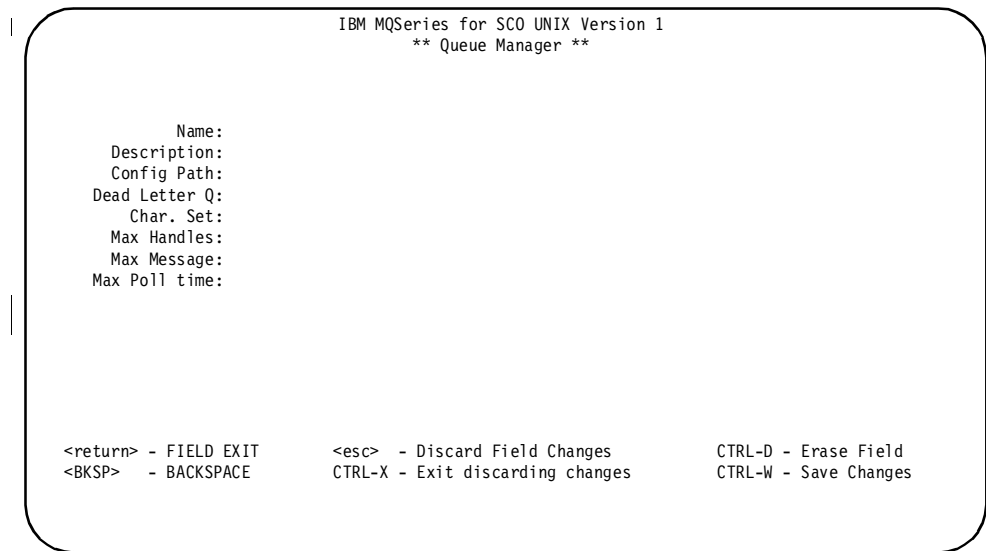 IBM MQSeries for SCO UNIX Version 1
** Queue Manager **
Name:
Description:
Config Path:
Dead Letter Q:
Char. Set:
Max Handles:
Max Message:
Max Poll time:
<return> - FIELD EXIT <esc> - Discard Field Changes CTRL-D - Erase Field
<BKSP> - BACKSPACE CTRL-X - Exit discarding changes CTRL-W - Save Changes